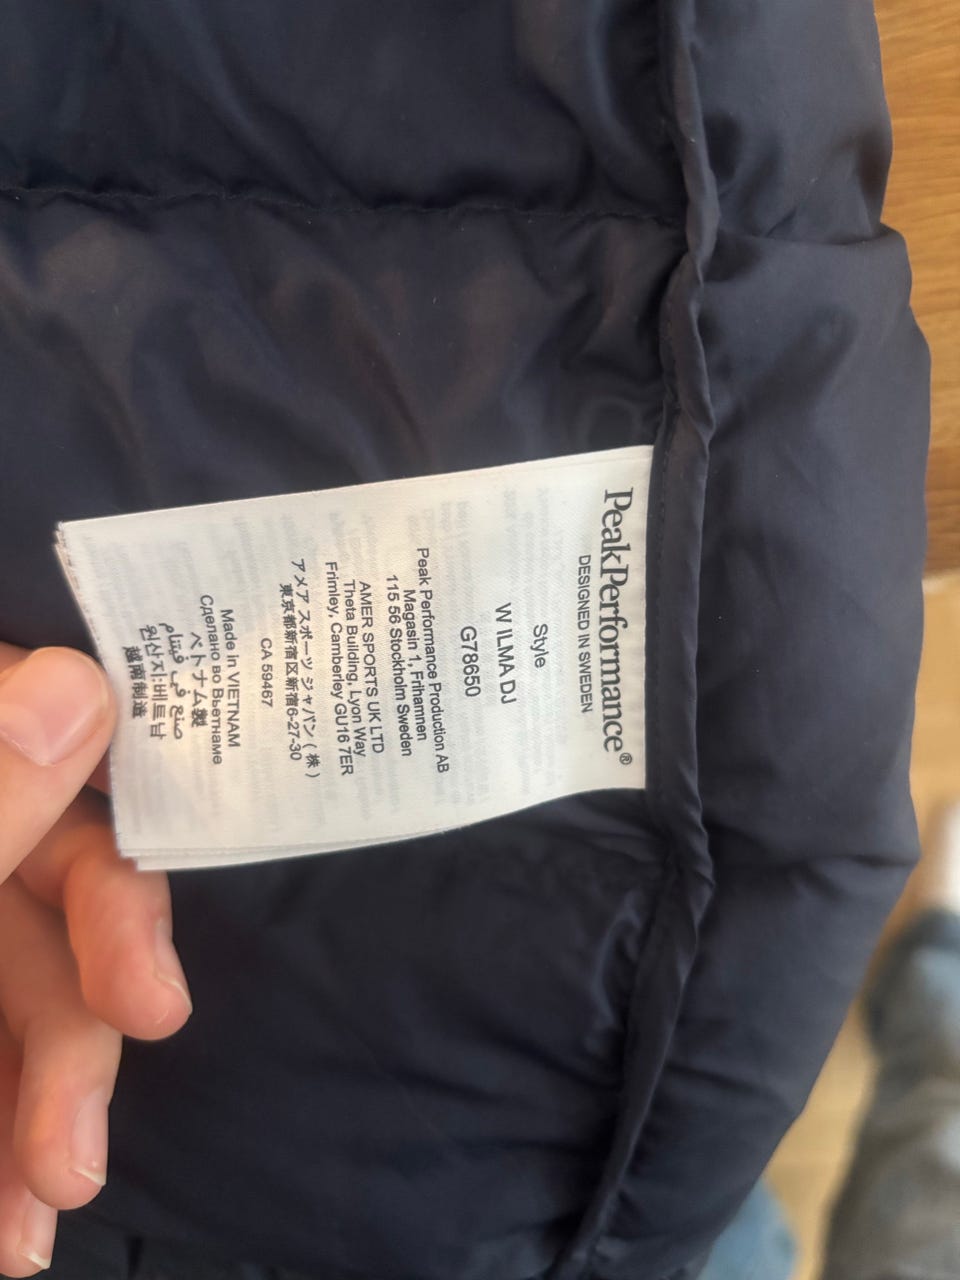 PeakPerformance®
DESIGNED IN SWEDEN
Style
W ILMA DJ
G78650
Peak Performance Production AB
Magasin 1, Frihamnen
115 56 Stockholm Sweden
AMER SPORTS UK LTD
Theta Building, Lyon Way
Frimley, Camberley GU16 7ER
アメア スポーツ ジャパン (株)
東京都新宿区新宿6-27-30
CA 59467
Made in VIETNAM
Сделано во Вьетнаме
ベトナム製
صنع في فيتنام
원산지:베트남
越南制造